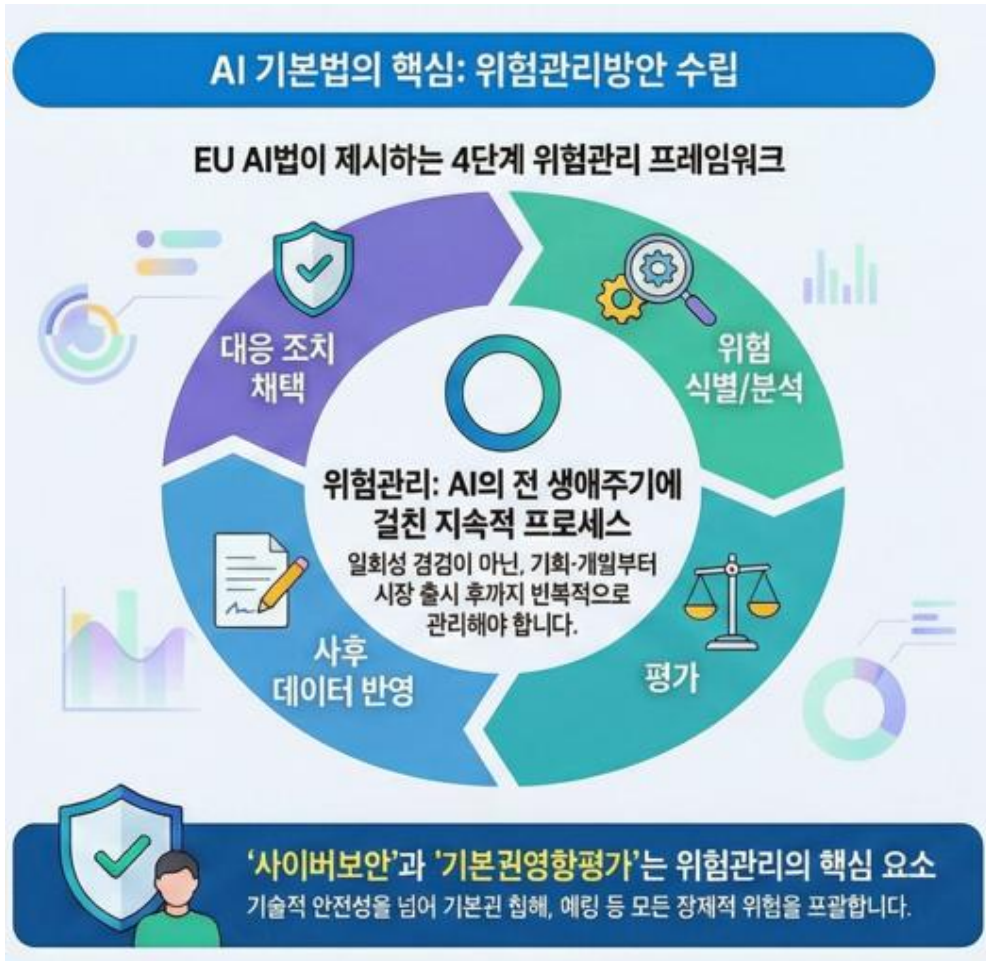 AI 기본법의 핵심: 위험관리방안 수립
EU AI법이 제시하는 4단계 위험관리 프레임워크
대응 조치
채택
위험
식별/분석
위험관리: AI의 전 생애주기에
걸친 지속적 프로세스
일회성 겸검이 아닌, 기회·개일부터
시장 출시 후까지 빈복적으로
관리해야 합니다.
사후
데이터 반영
평가
‘사이버보안’과 ‘기본권영향평가’는 위험관리의 핵심 요소
기술적 안전성을 넘어 기본권 침해, 예링 등 모든 장제적 위험을 프괄합니다.